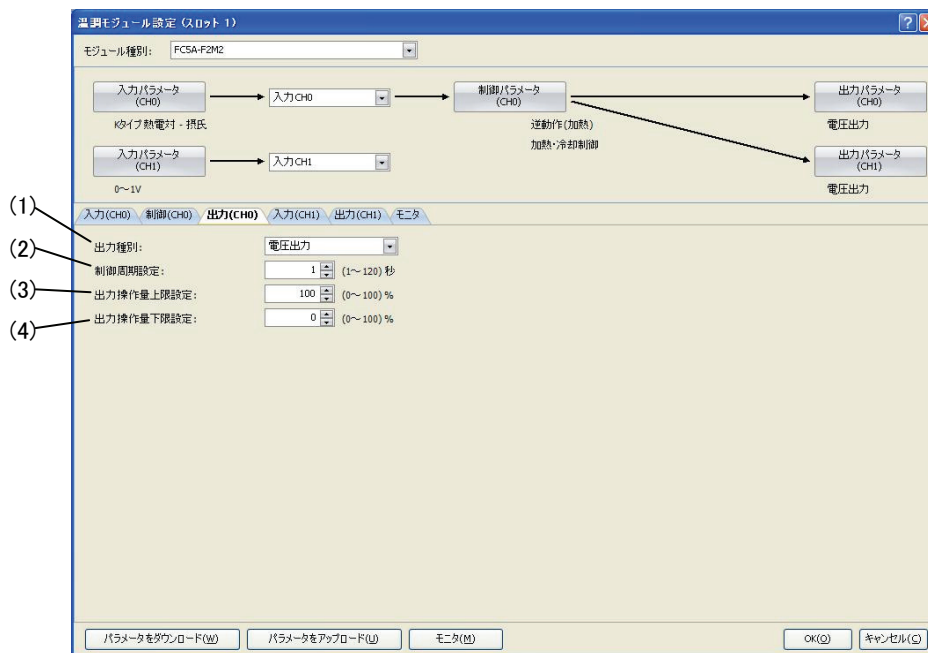 温調モジュール設定 (スロット 1)
モジュール種別: FC5A-F2M2
入力パラメータ
(CH0)
入力CH0
制御パラメータ
(CH0)
出力パラメータ
(CH0)
Kタイプ熱電対 - 摂氏
逆動作(加熱)
電圧出力
加熱・冷却制御
入力パラメータ
(CH1)
入力CH1
出力パラメータ
(CH1)
0～1V
電圧出力
入力(CH0) 制御(CH0) 出力(CH0) 入力(CH1) 出力(CH1) モニタ
(1) 出力種別: 電圧出力
(2) 制御周期設定: 1 (1～120) 秒
(3) 出力操作量上限設定: 100 (0～100) %
(4) 出力操作量下限設定: 0 (0～100) %
パラメータをダウンロード(W) パラメータをアップロード(U) モニタ(M) OK(O) キャンセル(C)